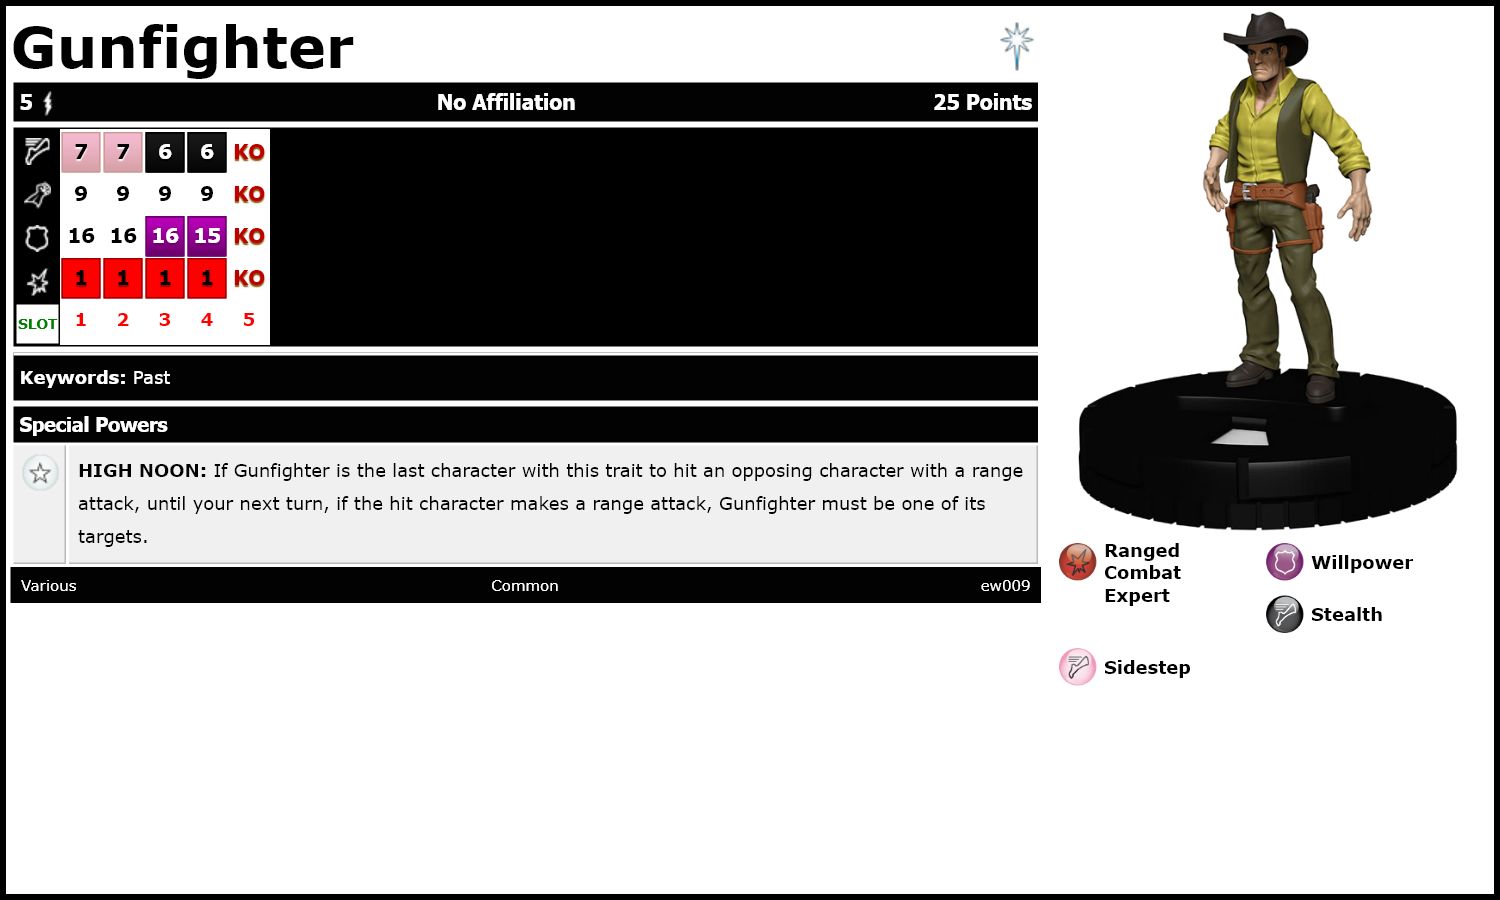 Gunfighter
5 No Affiliation 25 Points
7 7 6 6 KO
9 9 9 9 KO
16 16 16 15 KO
1 1 1 1 KO
SLOT 1 2 3 4 5
Keywords: Past
Special Powers
HIGH NOON: If Gunfighter is the last character with this trait to hit an opposing character with a range
attack, until your next turn, if the hit character makes a range attack, Gunfighter must be one of its
targets.
Various Common ew009
Ranged
Combat
Expert
Willpower
Stealth
Sidestep